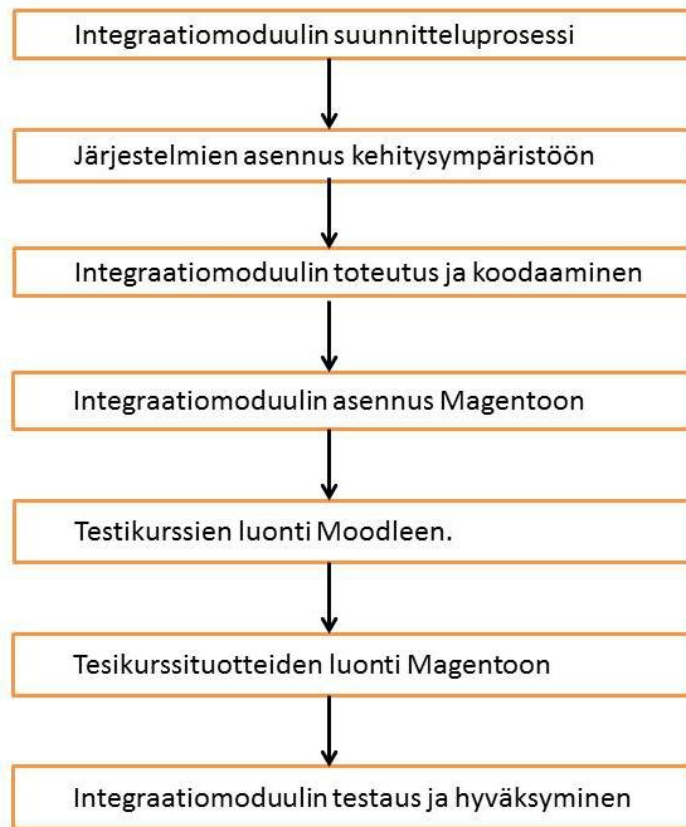 Integraatiomoduulin suunnitteluprosessi
Järjestelmien asennus kehitysympäristöön
Integraatiomoduulin toteutus ja koodaaminen
Integraatiomoduulin asennus Magentoon
Testikurssien luonti Moodleen.
Tesikurssituotteiden luonti Magentoon
Integraatiomoduulin testaus ja hyväksyminen